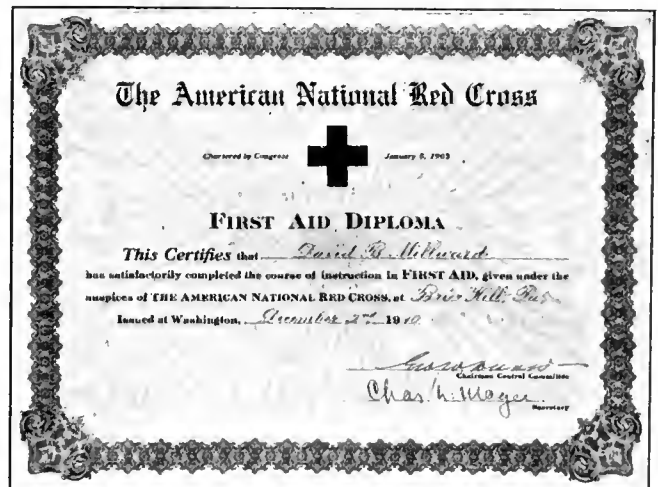 The American National Red Cross
Chartered by Congress January 5, 1905
FIRST AID DIPLOMA
This Certifies that David B. Millward
has satisfactorily completed the course of instruction in FIRST AID, given under the
auspices of THE AMERICAN NATIONAL RED CROSS, at Brier Hill, Pa.
Issued at Washington, December 2nd 1910
Chairman Central Committee
Chas. L. Magee
Secretary